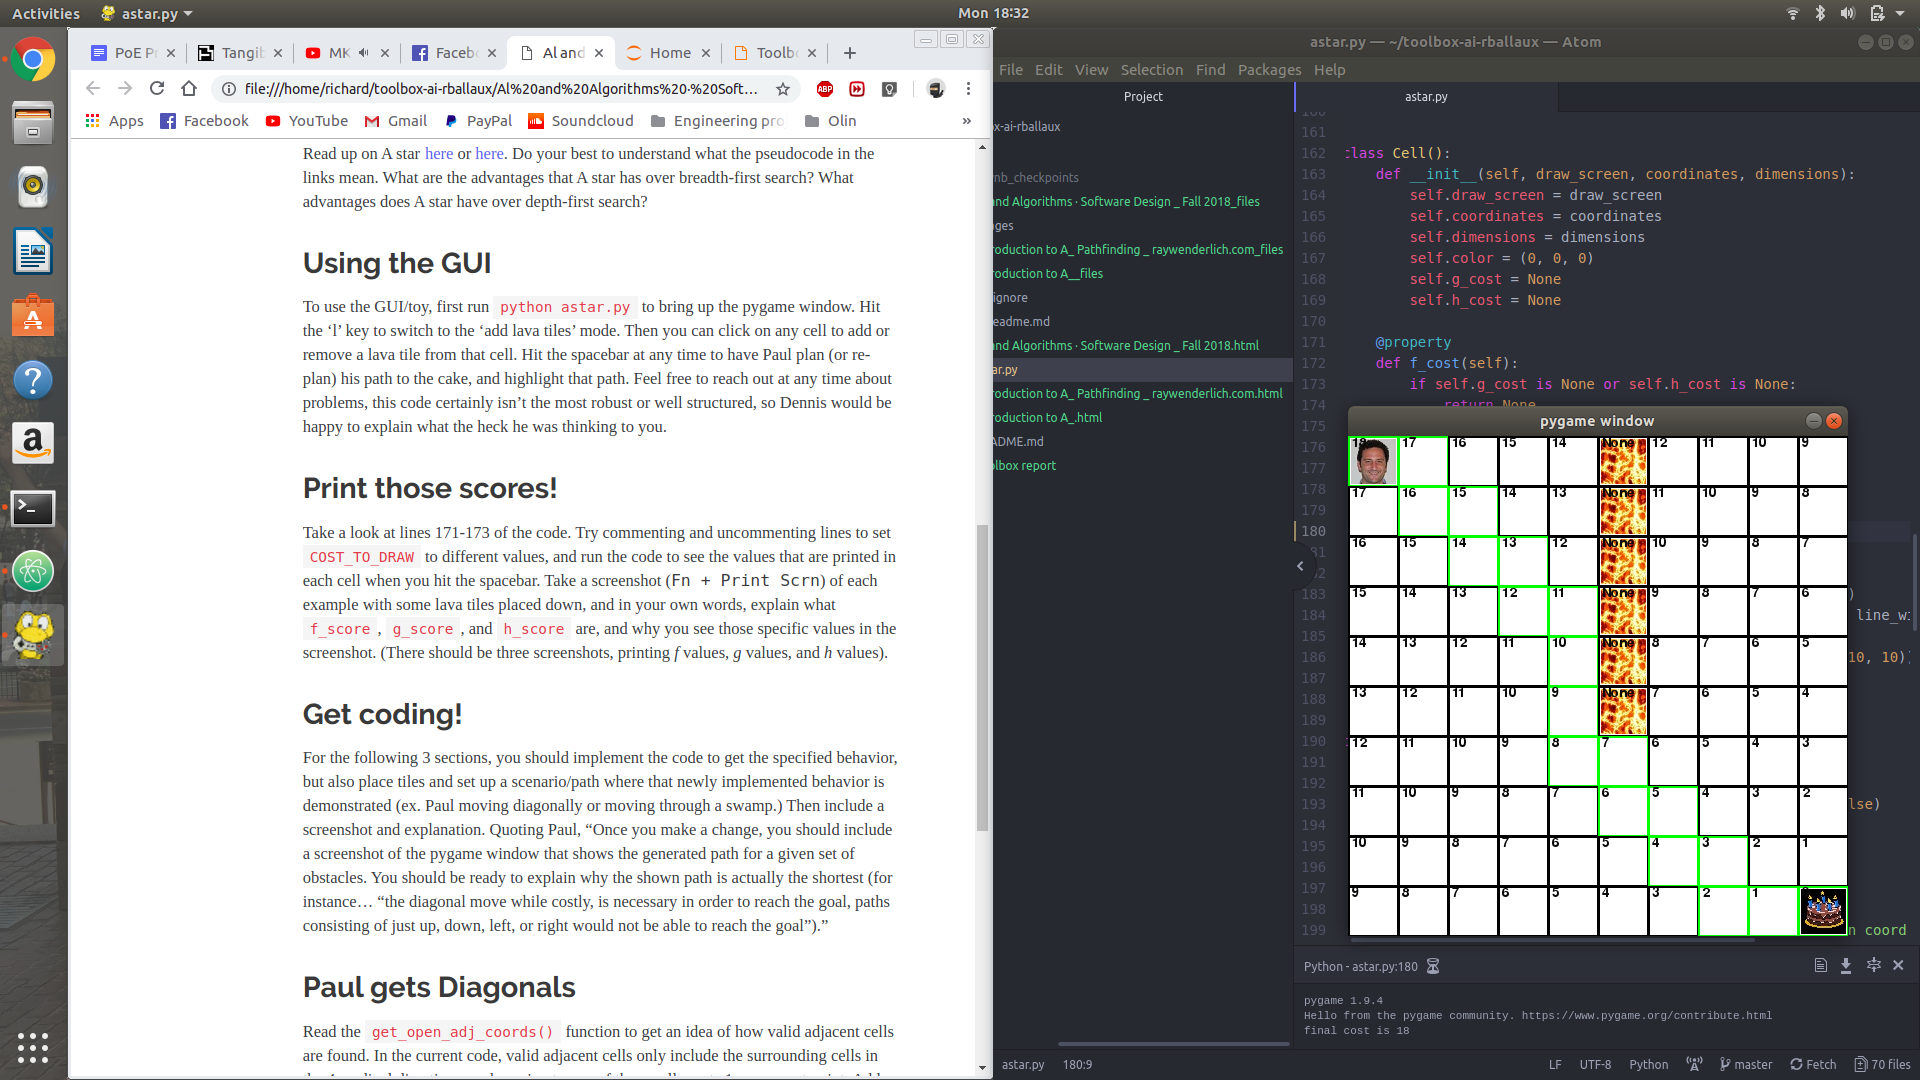 Activities
astar.py
Mon 18:32
PoE Pr
Tangib
MK
Faceb
AI and
Home
Toolb
file:///home/richard/toolbox-ai-rballaux/AI%20and%20Algorithms%20·%20Soft…
ABP
Apps
Facebook
YouTube
Gmail
PayPal
Soundcloud
Engineering pro
Olin
»
Read up on A star here or here. Do your best to understand what the pseudocode in the
links mean. What are the advantages that A star has over breadth-first search? What
advantages does A star have over depth-first search?
Using the GUI
To use the GUI/toy, first run python astar.py to bring up the pygame window. Hit
the ‘l’ key to switch to the ‘add lava tiles’ mode. Then you can click on any cell to add or
remove a lava tile from that cell. Hit the spacebar at any time to have Paul plan (or re-
plan) his path to the cake, and highlight that path. Feel free to reach out at any time about
problems, this code certainly isn’t the most robust or well structured, so Dennis would be
happy to explain what the heck he was thinking to you.
Print those scores!
Take a look at lines 171-173 of the code. Try commenting and uncommenting lines to set
COST_TO_DRAW to different values, and run the code to see the values that are printed in
each cell when you hit the spacebar. Take a screenshot (Fn + Print Scrn) of each
example with some lava tiles placed down, and in your own words, explain what
f_score , g_score , and h_score are, and why you see those specific values in the
screenshot. (There should be three screenshots, printing f values, g values, and h values).
Get coding!
For the following 3 sections, you should implement the code to get the specified behavior,
but also place tiles and set up a scenario/path where that newly implemented behavior is
demonstrated (ex. Paul moving diagonally or moving through a swamp.) Then include a
screenshot and explanation. Quoting Paul, “Once you make a change, you should include
a screenshot of the pygame window that shows the generated path for a given set of
obstacles. You should be ready to explain why the shown path is actually the shortest (for
instance… “the diagonal move while costly, is necessary in order to reach the goal, paths
consisting of just up, down, left, or right would not be able to reach the goal”).”
Paul gets Diagonals
Read the get_open_adj_coords() function to get an idea of how valid adjacent cells
are found. In the current code, valid adjacent cells only include the surrounding cells in
astar.py — ~/toolbox-ai-rballaux — Atom
File Edit View Selection Find Packages Help
Project
ox-ai-rballaux
nb_checkpoints
and Algorithms · Software Design _ Fall 2018_files
ges
roduction to A_ Pathfinding _ raywenderlich.com_files
roduction to A__files
ignore
eadme.md
and Algorithms · Software Design _ Fall 2018.html
ar.py
roduction to A_ Pathfinding _ raywenderlich.com.html
roduction to A_.html
ADME.md
lbox report
astar.py
160
161
162 class Cell():
163 def __init__(self, draw_screen, coordinates, dimensions):
164 self.draw_screen = draw_screen
165 self.coordinates = coordinates
166 self.dimensions = dimensions
167 self.color = (0, 0, 0)
168 self.g_cost = None
169 self.h_cost = None
170
171 @property
172 def f_cost(self):
173 if self.g_cost is None or self.h_cost is None:
174 return None
175
176
177
178
179
180
81
2
183 )
184 line_wi
185
186 10, 10))
187
188
189
190
191
192
193 lse)
194
195
196
197
198
199 n coord
pygame window
18 17 16 15 14 None 12 11 10 9
17 16 15 14 13 None 11 10 9 8
16 15 14 13 12 None 10 9 8 7
15 14 13 12 11 None 9 8 7 6
14 13 12 11 10 None 8 7 6 5
13 12 11 10 9 None 7 6 5 4
12 11 10 9 8 7 6 5 4 3
11 10 9 8 7 6 5 4 3 2
10 9 8 7 6 5 4 3 2 1
9 8 7 6 5 4 3 2 1
Python - astar.py:180
pygame 1.9.4
Hello from the pygame community. https://www.pygame.org/contribute.html
final cost is 18
astar.py 180:9
LF UTF-8 Python master Fetch 70 files